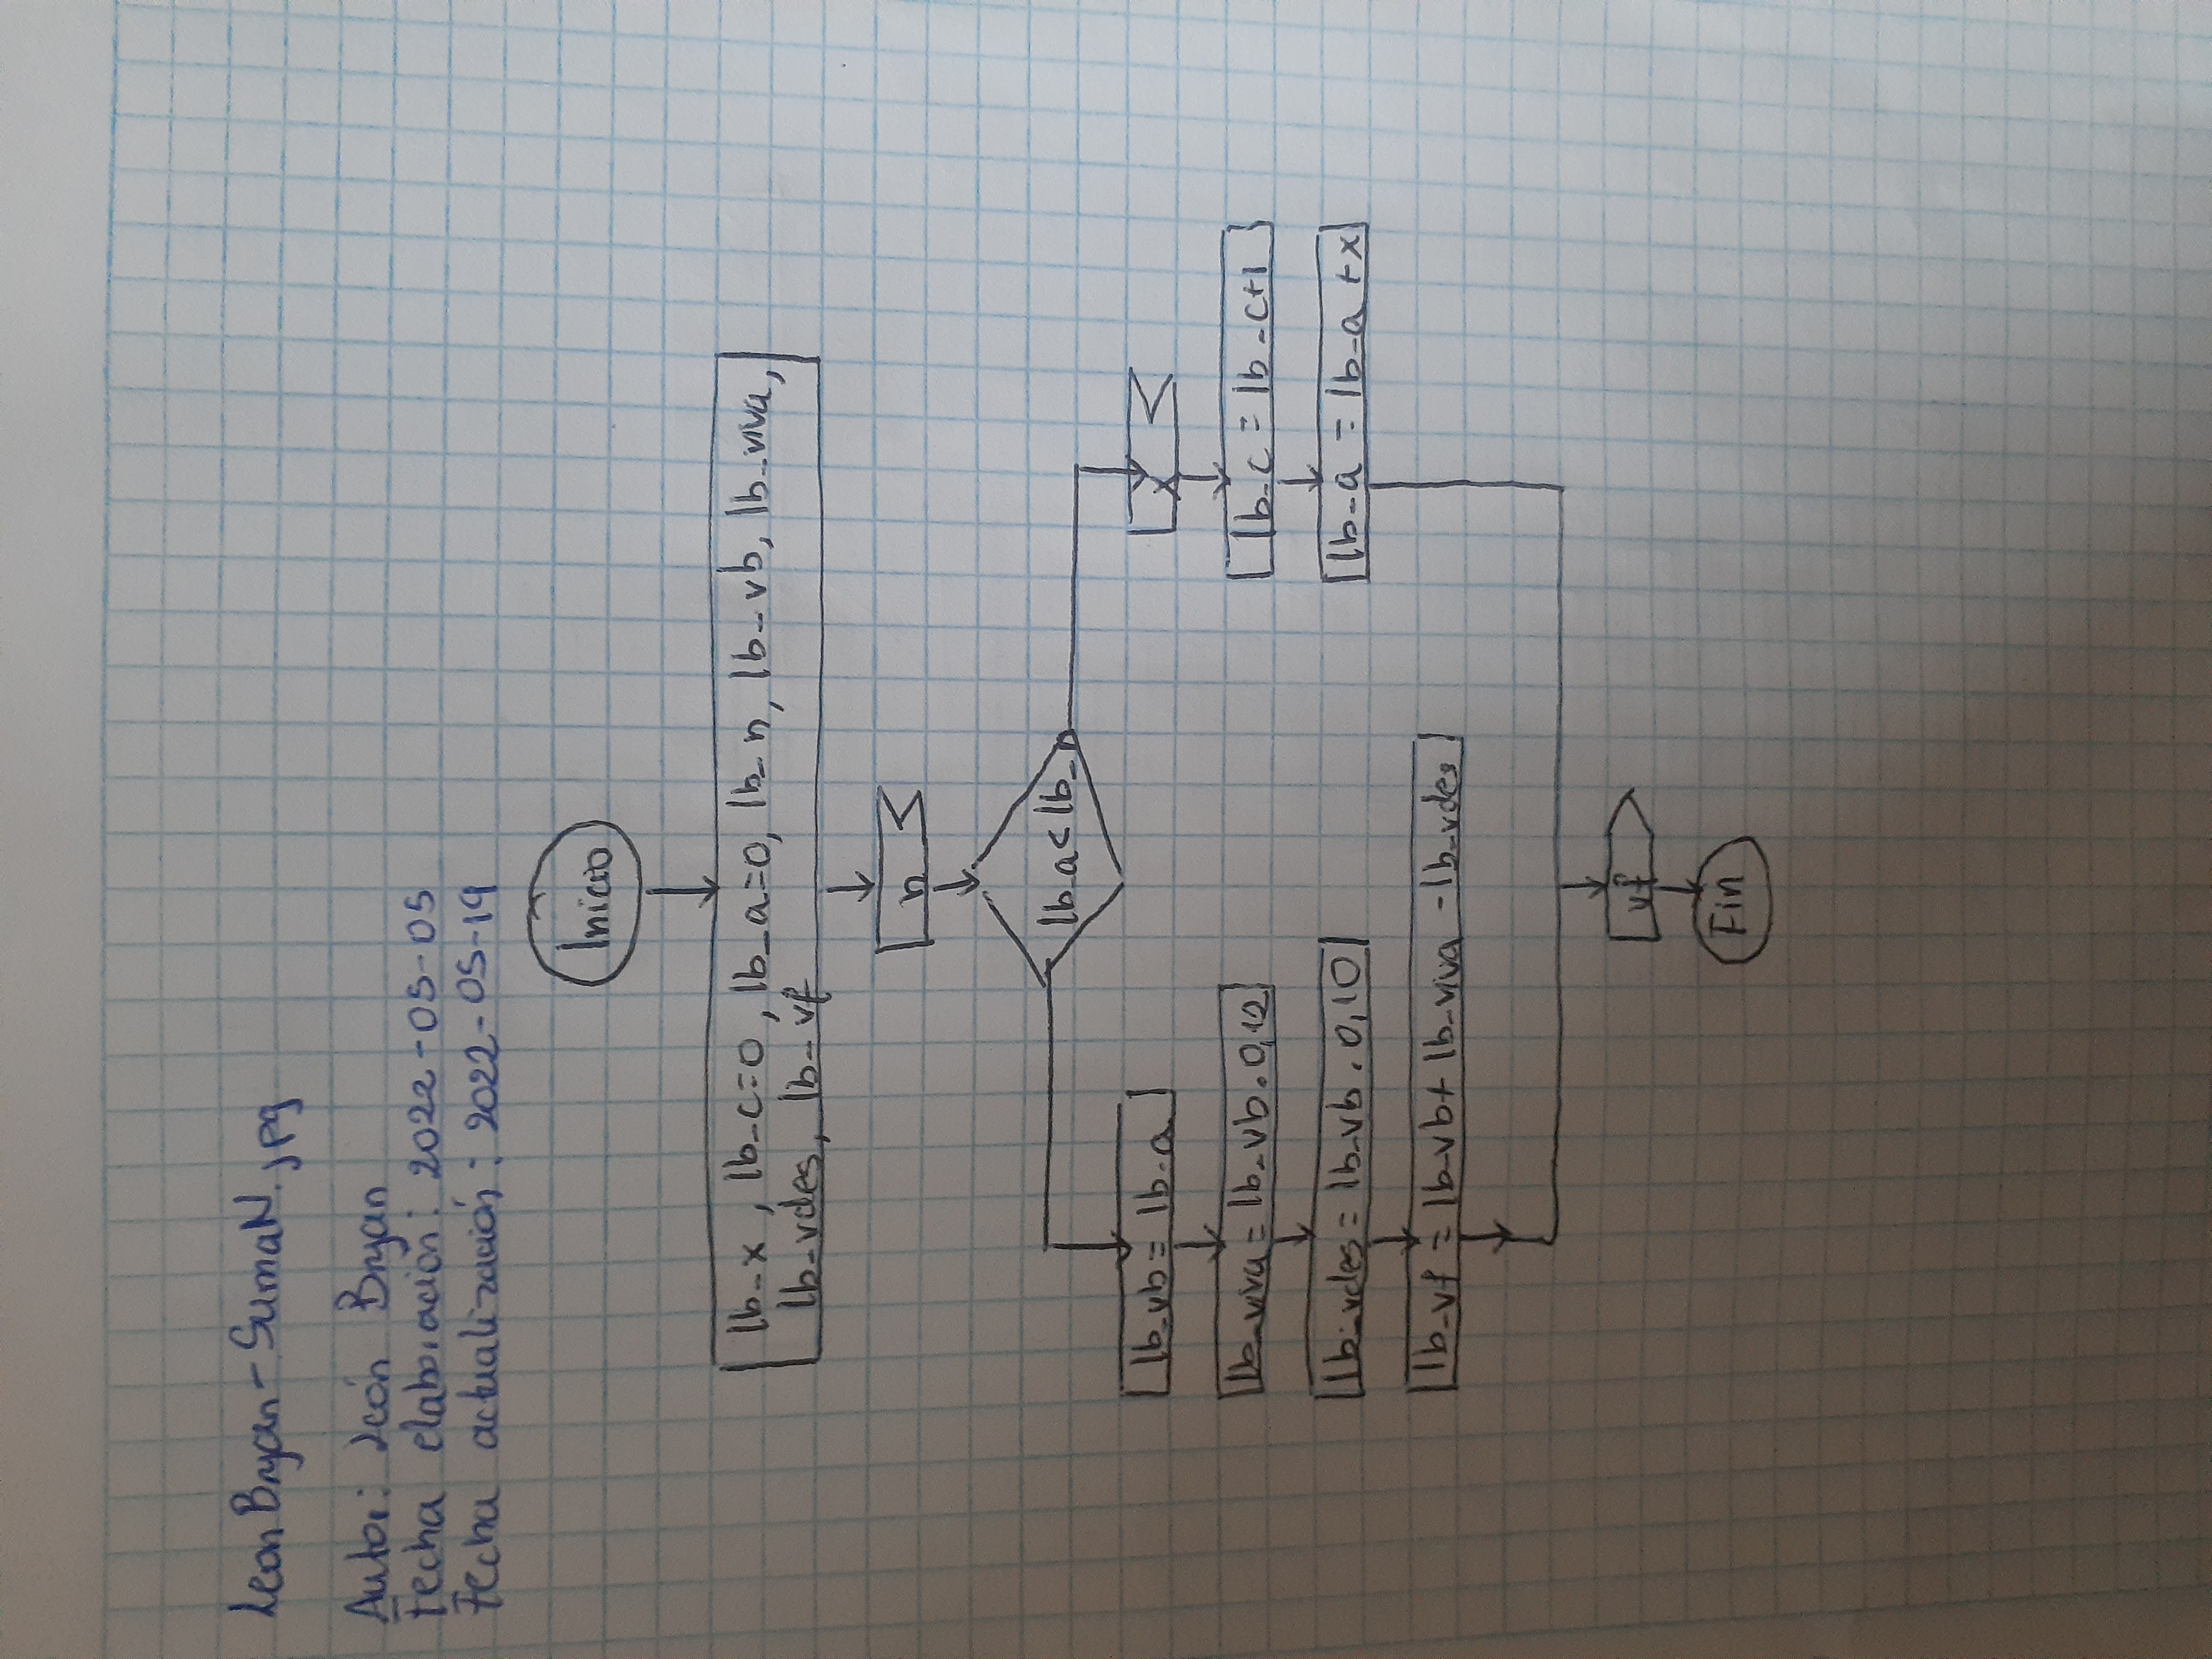 León Bryan - SumaN.jpg
Autor: León Bryan
Fecha elaboración: 2022-05-05
Fecha actualización: 2022-05-19
Inicio
lb_x, lb_c=0, lb_a=0, lb_n, lb_vb, lb_viva,
lb_vdes, lb_vf
n
lb_a < lb_n
lb_vb = lb_a
x
lb_viva = lb_vb . 0,12
lb_c = lb_c+1
lb_vdes = lb_vb . 0,10
lb_a = lb_a + x
lb_vf = lb_vb + lb_viva - lb_vdes
vf
Fin